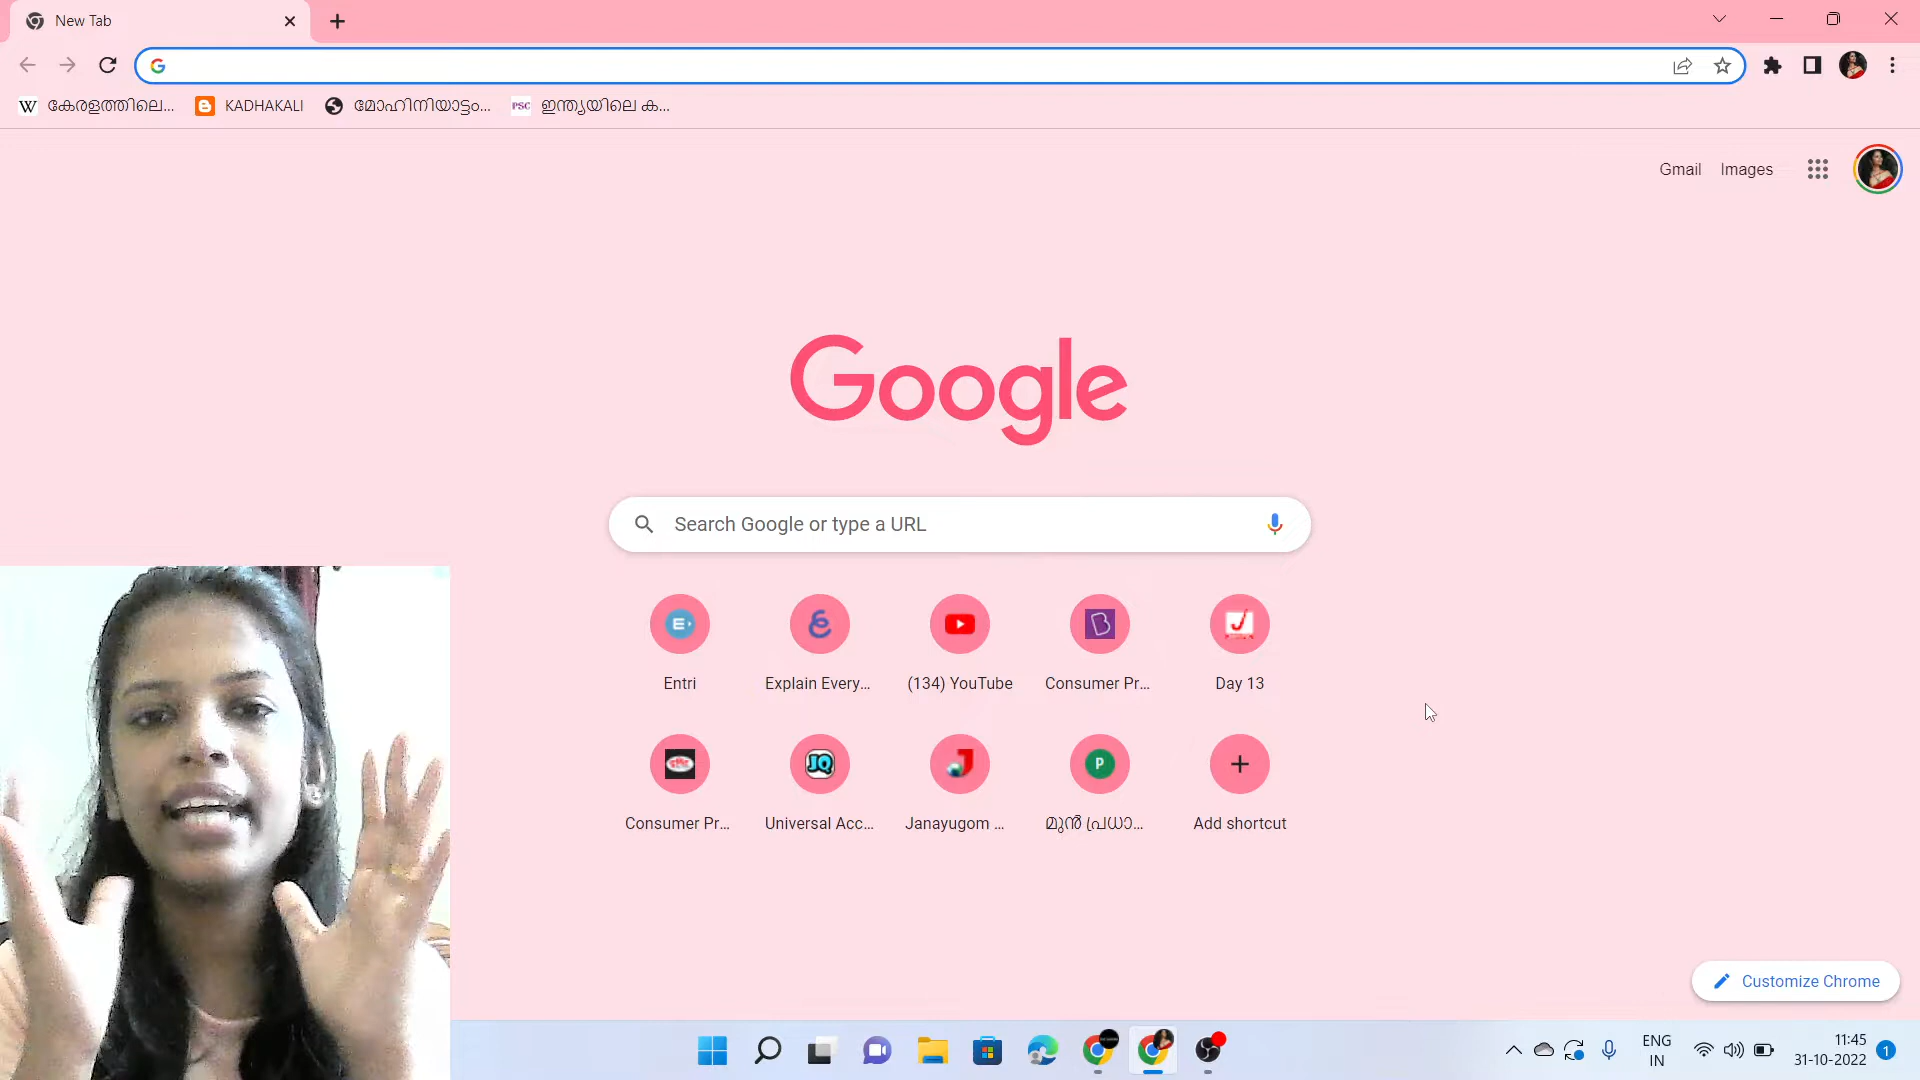 New Tab
കേരളത്തിലെ...
KADHAKALI
മോഹിനിയാട്ടം...
PSC
ഇന്ത്യയിലെ ക...
Gmail
Images
Google
Search Google or type a URL
Entri
Explain Every...
(134) YouTube
Consumer Pr...
Day 13
Consumer Pr...
Universal Acc...
Janayugom ...
മുൻ പ്രധാ...
Add shortcut
Customize Chrome
ENG
IN
11:45
31-10-2022
1